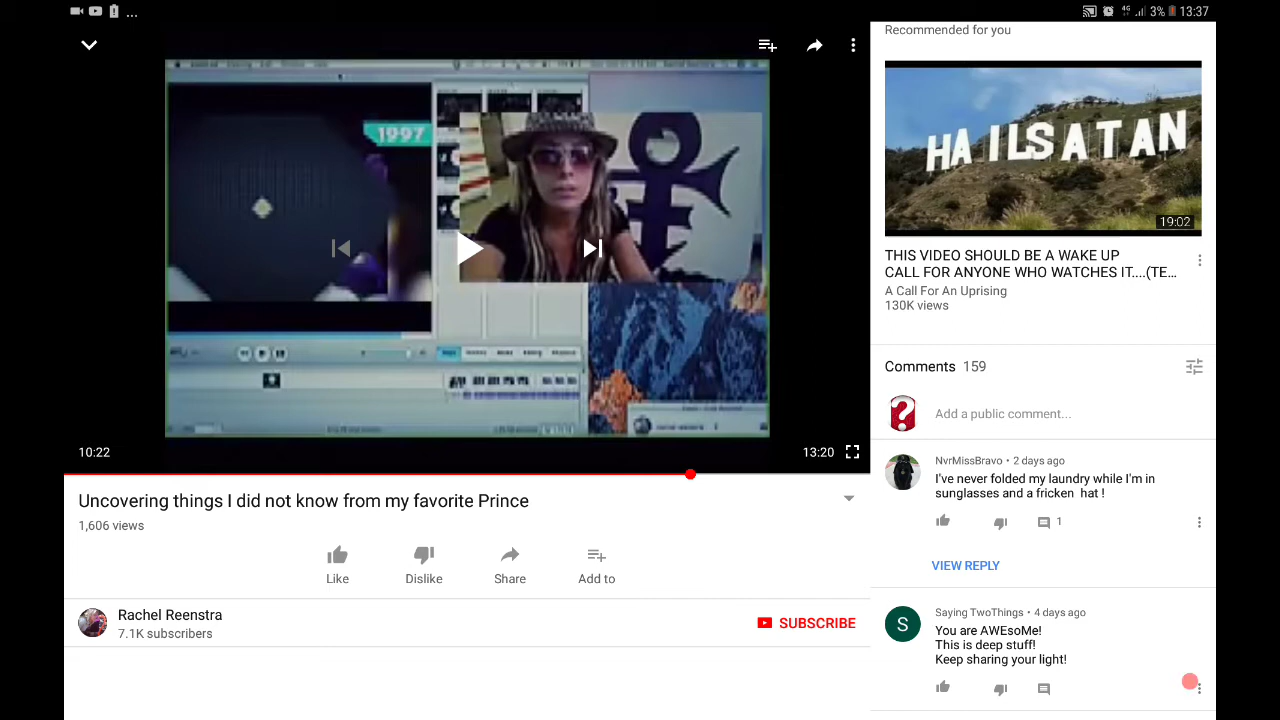 4G 3% 13:37
1997
10:22
13:20
Uncovering things I did not know from my favorite Prince
1,606 views
Like
Dislike
Share
Add to
Rachel Reenstra
7.1K subscribers
SUBSCRIBE
Recommended for you
HAILSATAN
19:02
THIS VIDEO SHOULD BE A WAKE UP
CALL FOR ANYONE WHO WATCHES IT....(TE...
A Call For An Uprising
130K views
Comments 159
Add a public comment...
NvrMissBravo • 2 days ago
I've never folded my laundry while I'm in
sunglasses and a fricken hat !
1
VIEW REPLY
S
Saying TwoThings • 4 days ago
You are AWEsoMe!
This is deep stuff!
Keep sharing your light!